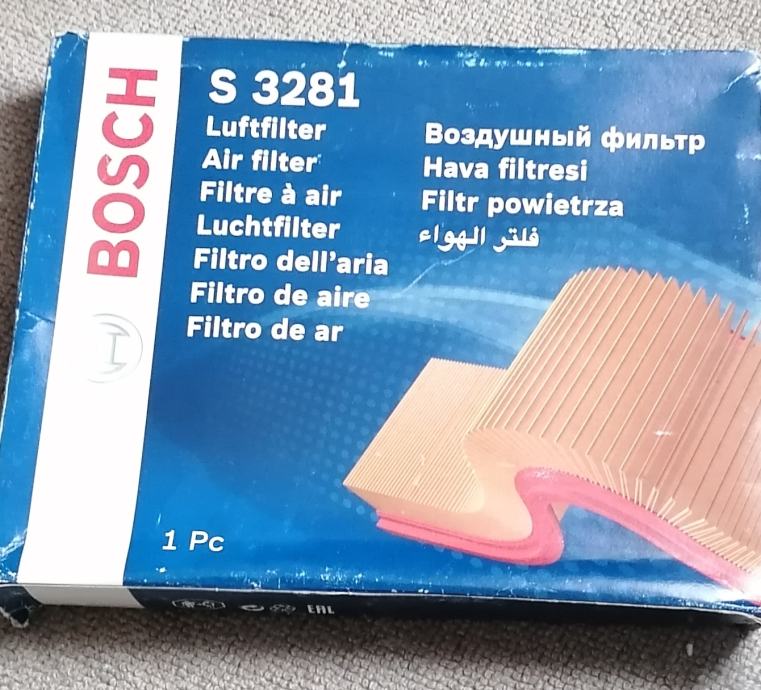 BOSCH
S 3281
Luftfilter
Air filter
Filtre à air
Luchtfilter
Filtro dell'aria
Filtro de aire
Filtro de ar
Воздушный фильтр
Hava filtresi
Filtr powietrza
فلتر الهواء
1 Pc
EAC